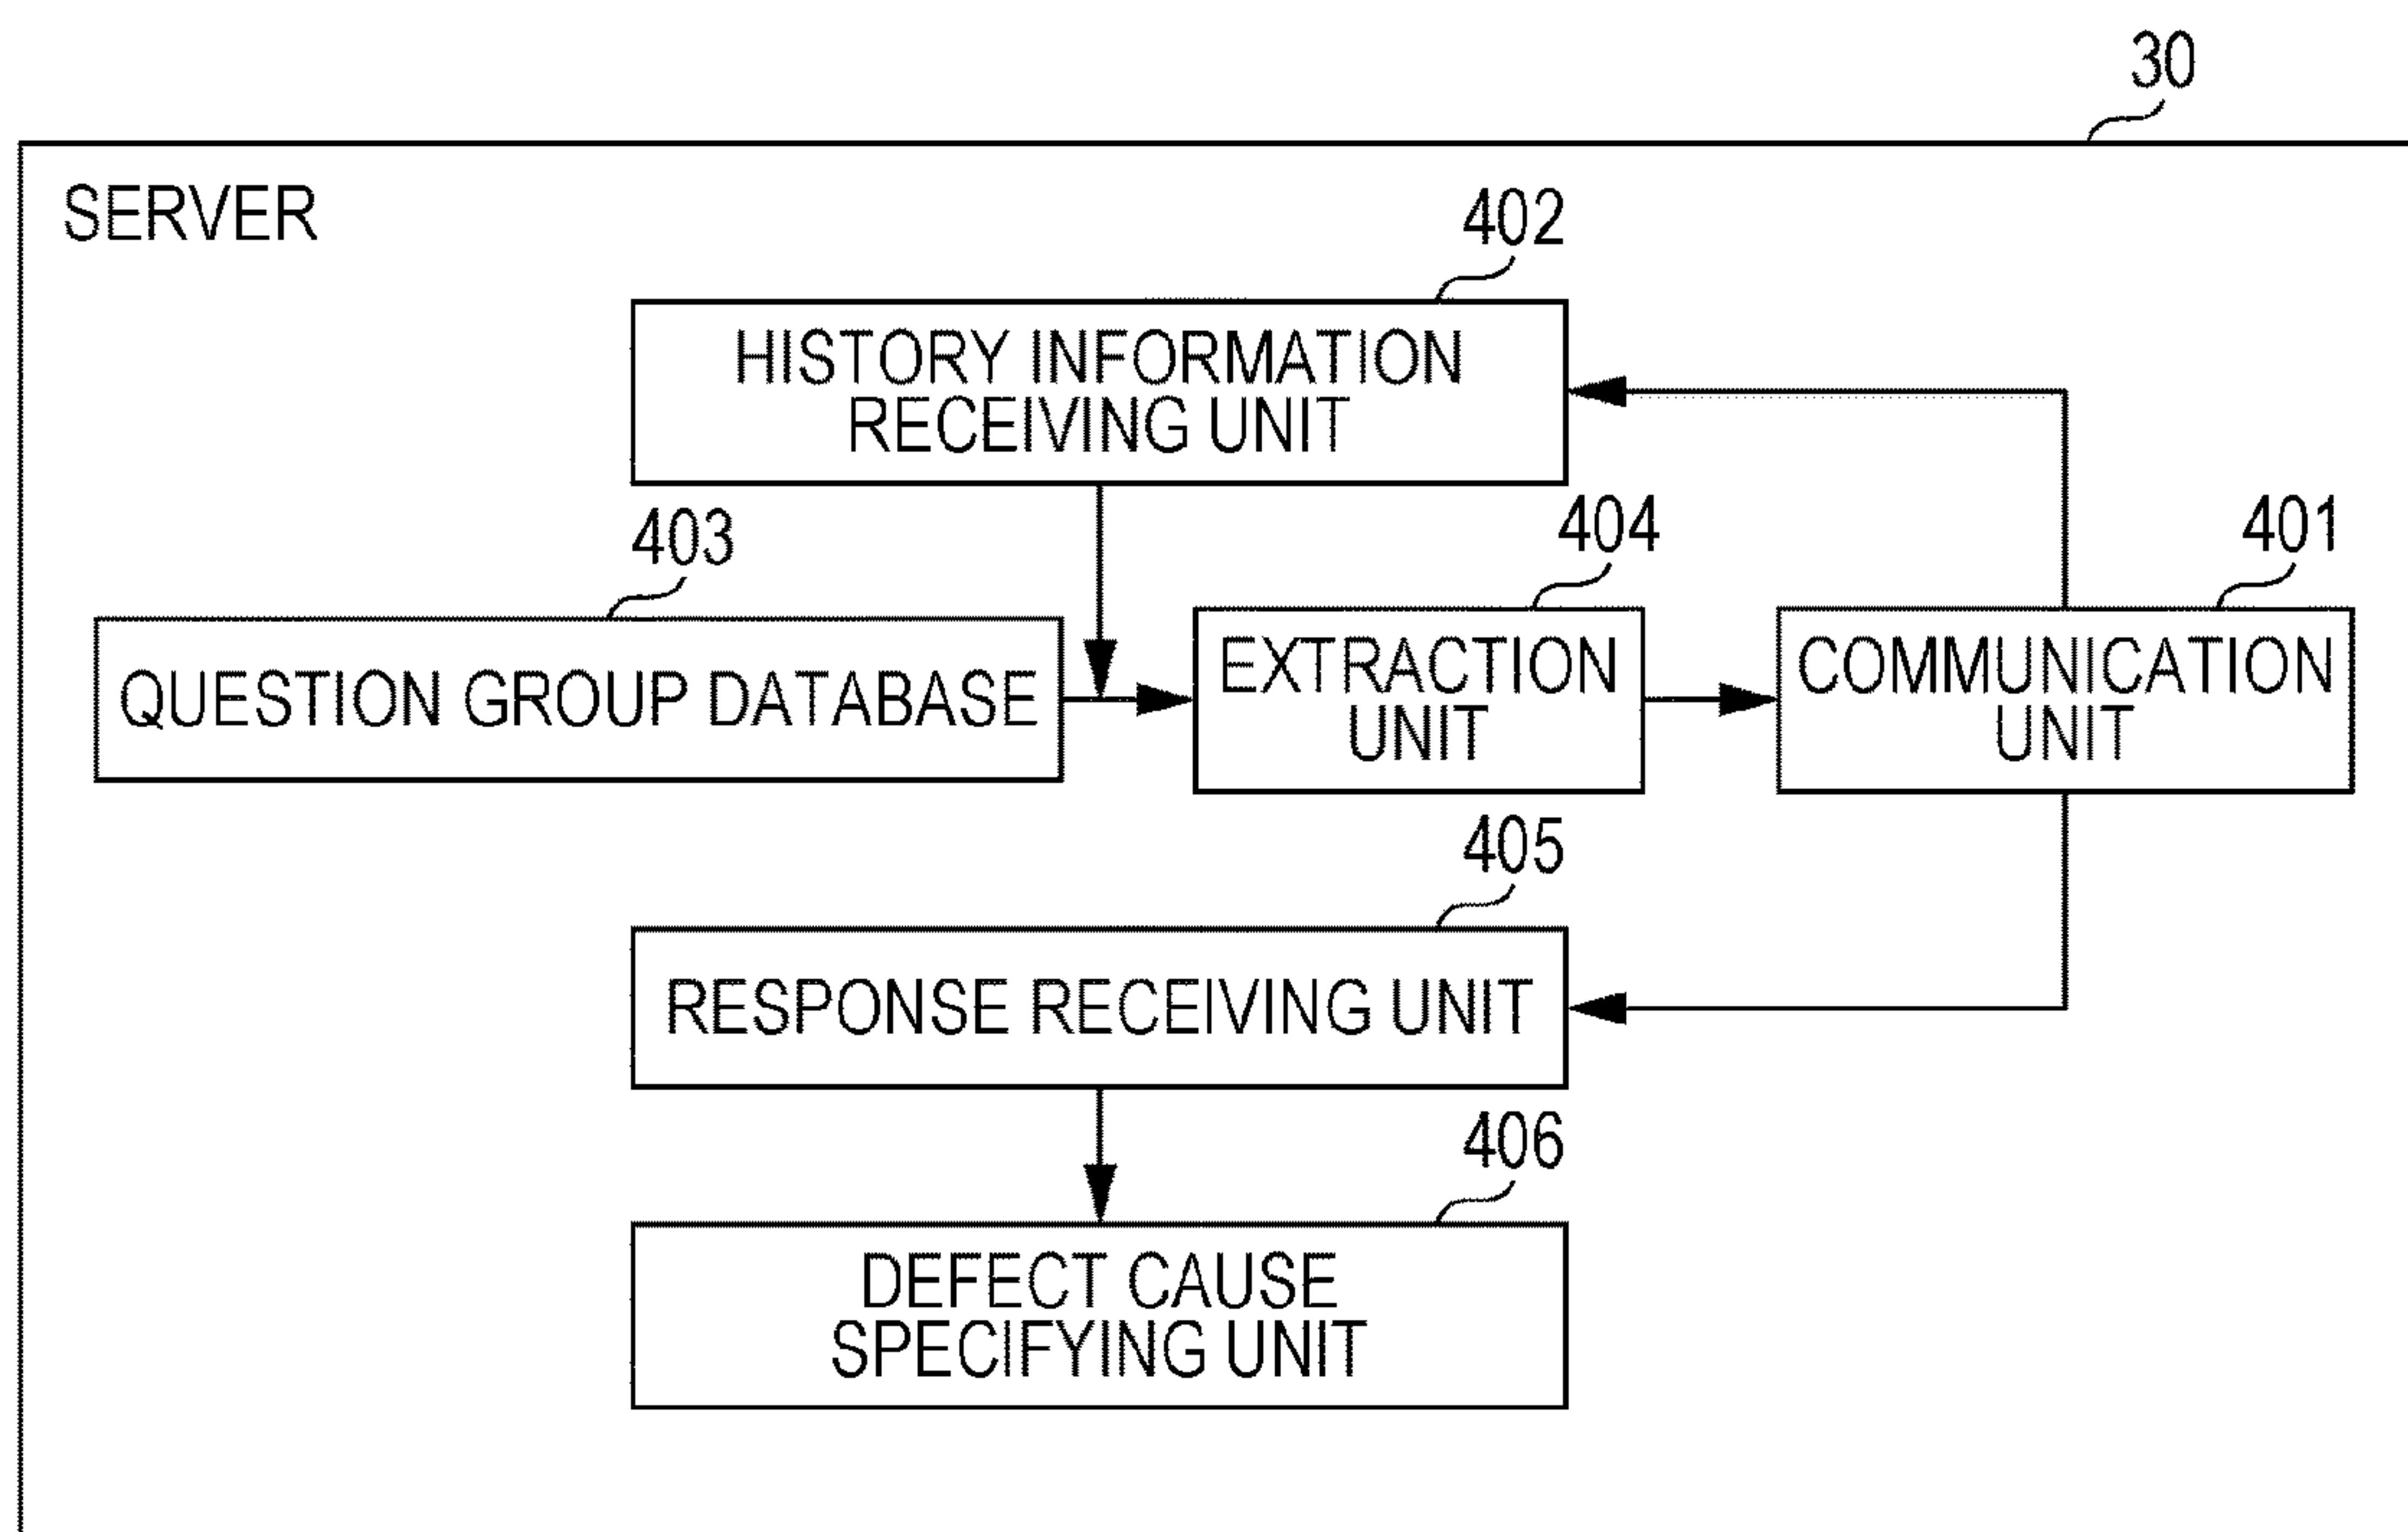 30
SERVER
402
HISTORY INFORMATION
RECEIVING UNIT
403
404
401
QUESTION GROUP DATABASE
EXTRACTION
UNIT
COMMUNICATION
UNIT
405
RESPONSE RECEIVING UNIT
406
DEFECT CAUSE
SPECIFYING UNIT